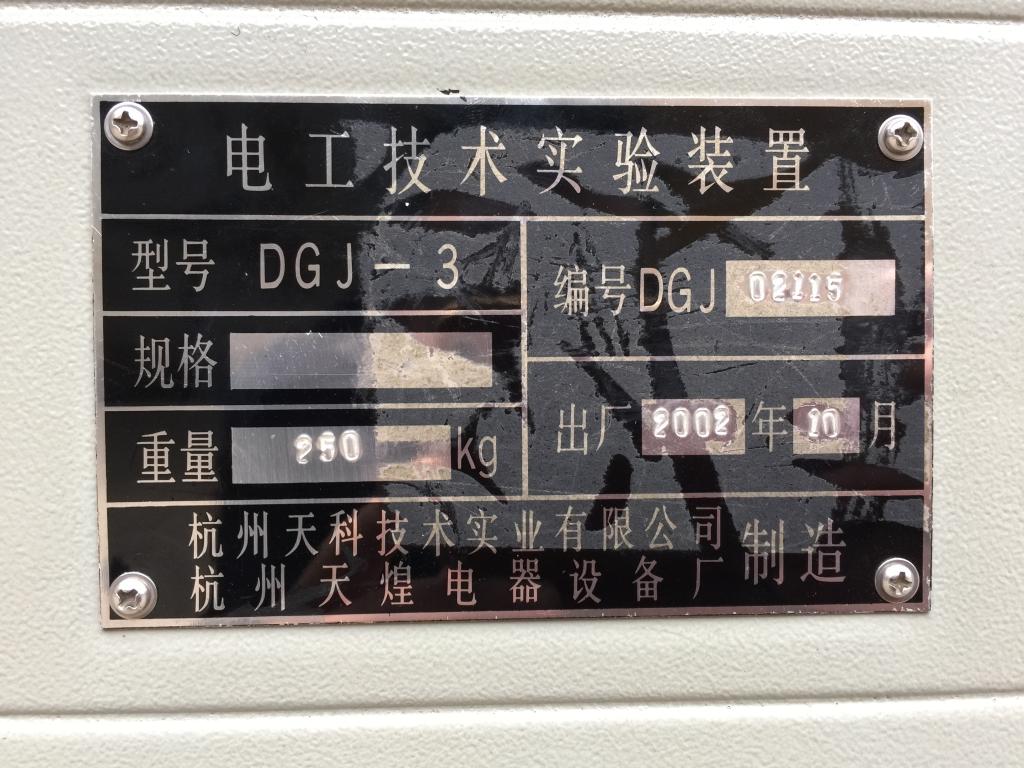 电工技术实验装置
型号 DGJ-3
编号DGJ 02115
规格
重量 250 kg
出厂 2002 年 10 月
杭州天科技术实业有限公司
杭州天煌电器设备厂
制造